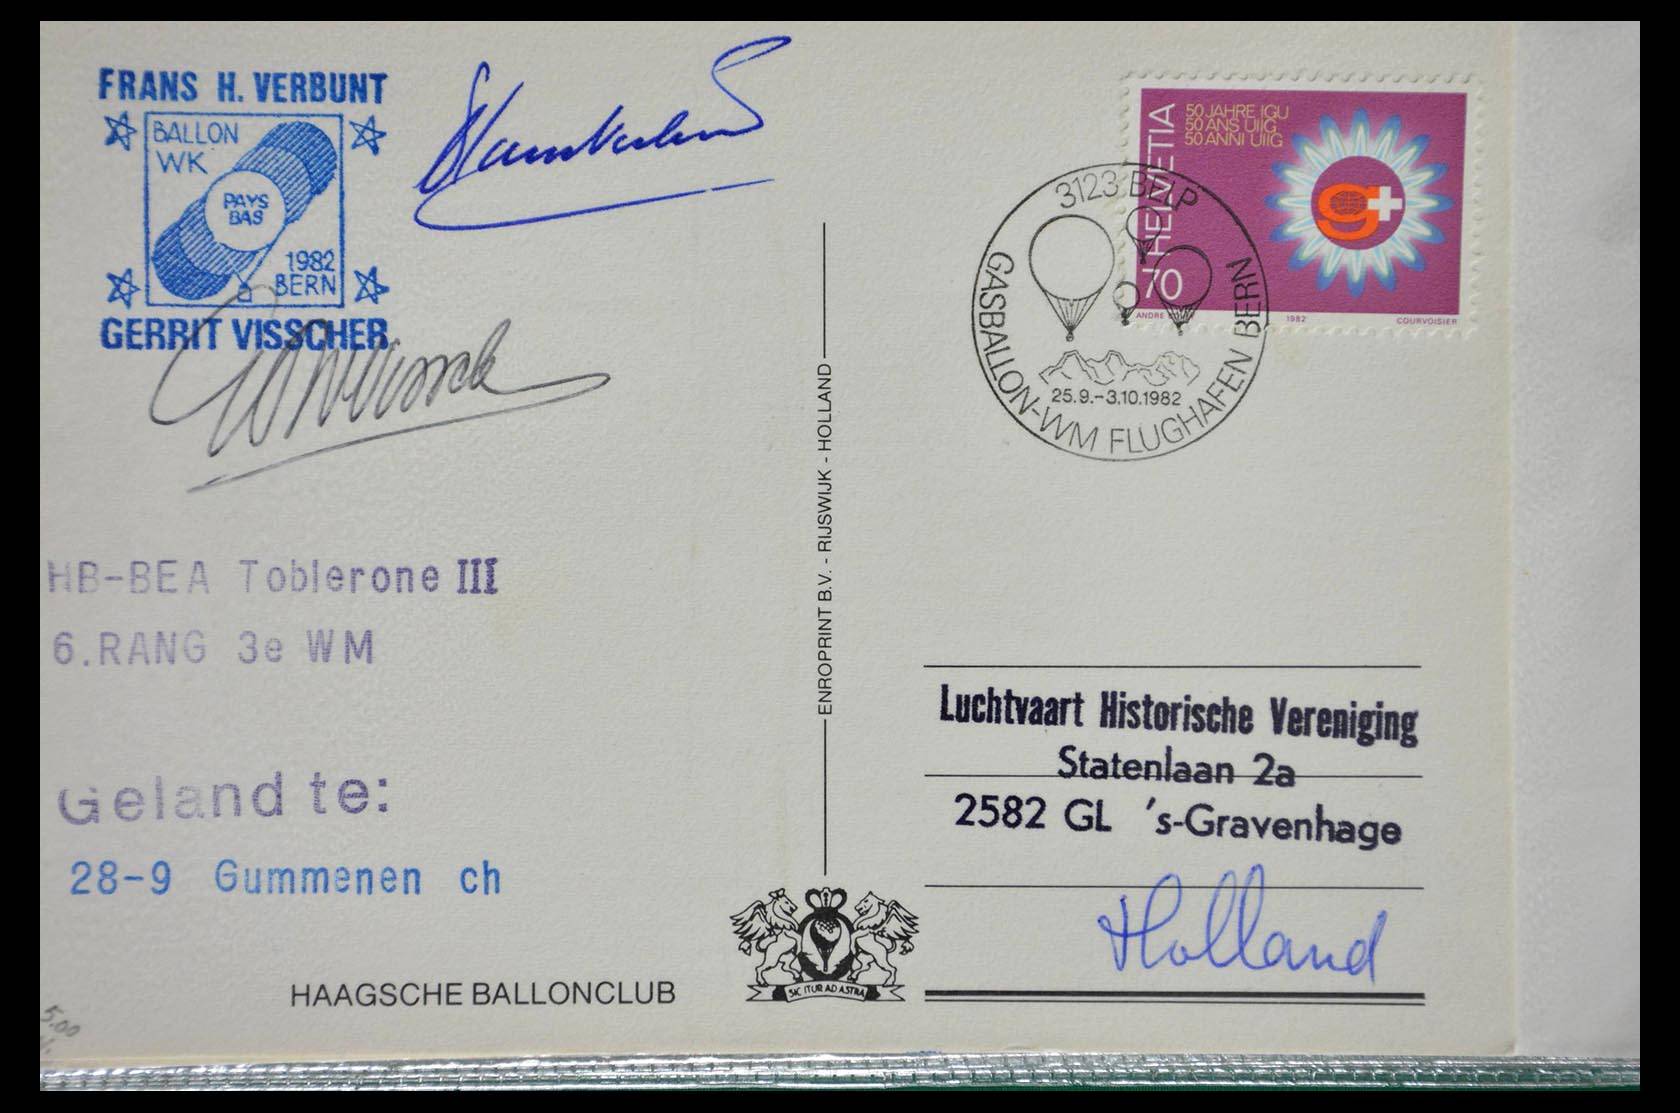 FRANS H. VERBUNT
BALLON
WK
PAYS
BAS
1982
BERN
GERRIT VISSCHER
HB-BEA Toblerone III
6.RANG 3e WM
Geland te:
28-9 Gummenen ch
HAAGSCHE BALLONCLUB
5.00
ENROPRINT B.V. - RIJSWIJK - HOLLAND
SIC ITUR AD ASTRA
HELVETIA
50 JAHRE IGU
50 ANS UIIG
50 ANNI UIIG
g+
70
ANDRE
1982
COURVOISIER
3123 BELP
25.9.-3.10.1982
GASBALLON-WM FLUGHAFEN BERN
Luchtvaart Historische Vereniging
Statenlaan 2a
2582 GL 's-Gravenhage
Holland